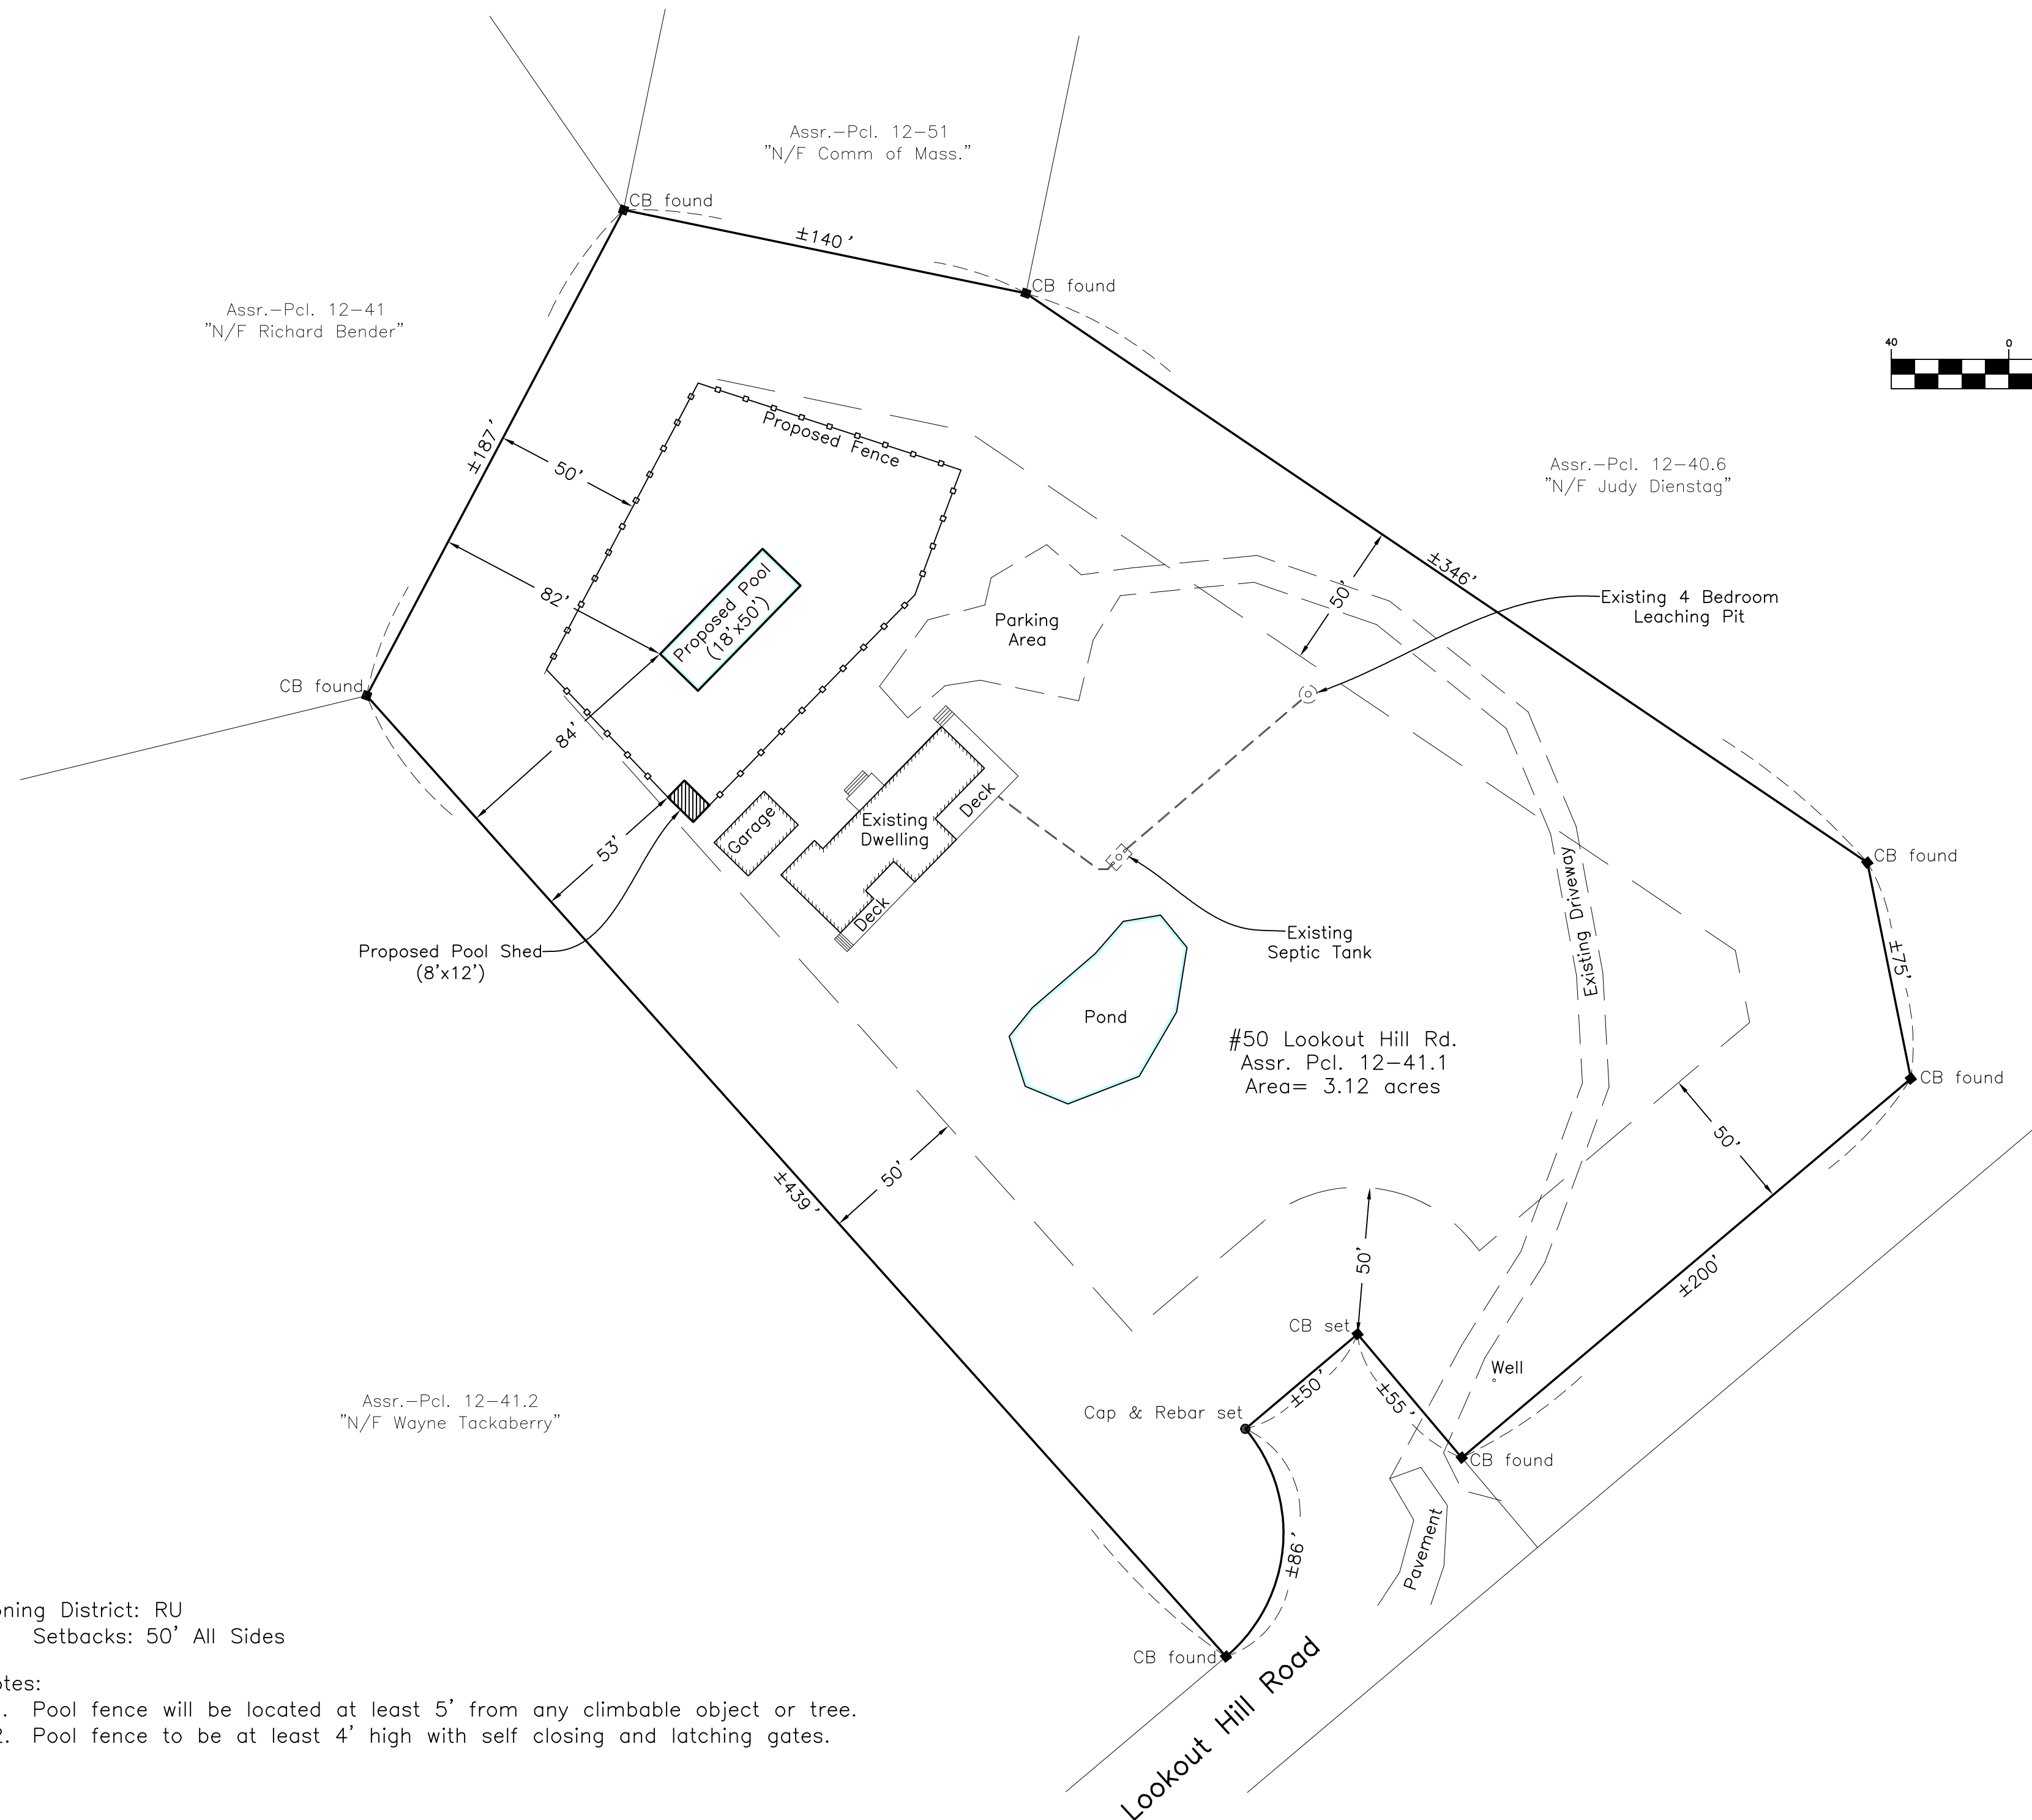 Assr.-Pcl. 12-51
"N/F Comm of Mass."
CB found
±140'
CB found
Assr.-Pcl. 12-41
"N/F Richard Bender"
40
0
±187'
50'
Proposed Fence
Assr.-Pcl. 12-40.6
"N/F Judy Dienstag"
±346'
50'
82'
Proposed Pool
(18'x50')
Parking
Area
Existing 4 Bedroom
Leaching Pit
CB found
84'
53'
Garage
Existing
Dwelling
Deck
Deck
CB found
Existing Driveway
±75'
Proposed Pool Shed
(8'x12')
Existing
Septic Tank
Pond
#50 Lookout Hill Rd.
Assr. Pcl. 12-41.1
Area= 3.12 acres
CB found
50'
50'
±439'
50'
±200'
CB set
±50'
±55'
Well
Assr.-Pcl. 12-41.2
"N/F Wayne Tackaberry"
Cap & Rebar set
CB found
±86'
Pavement
CB found
Lookout Hill Road
ning District: RU
Setbacks: 50' All Sides
tes:
. Pool fence will be located at least 5' from any climbable object or tree.
2. Pool fence to be at least 4' high with self closing and latching gates.